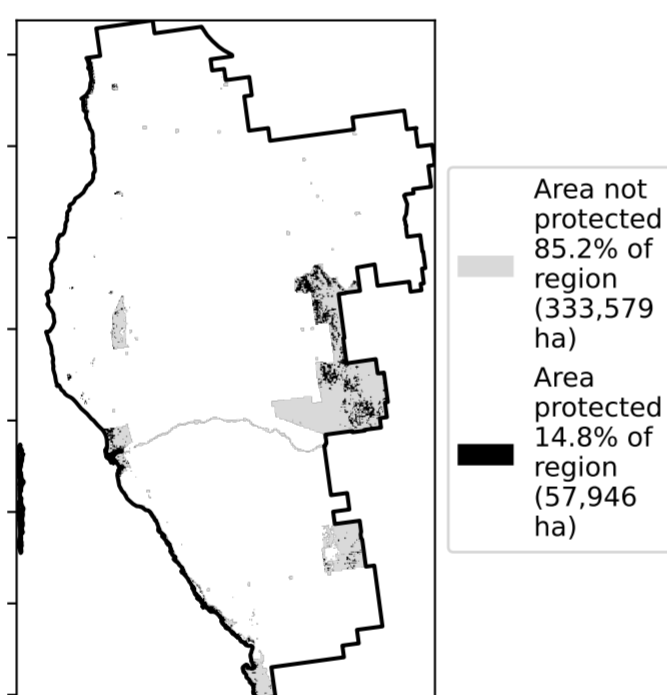 Area not
protected
85.2% of
region
(333,579
ha)
Area
protected
14.8% of
region
(57,946
ha)